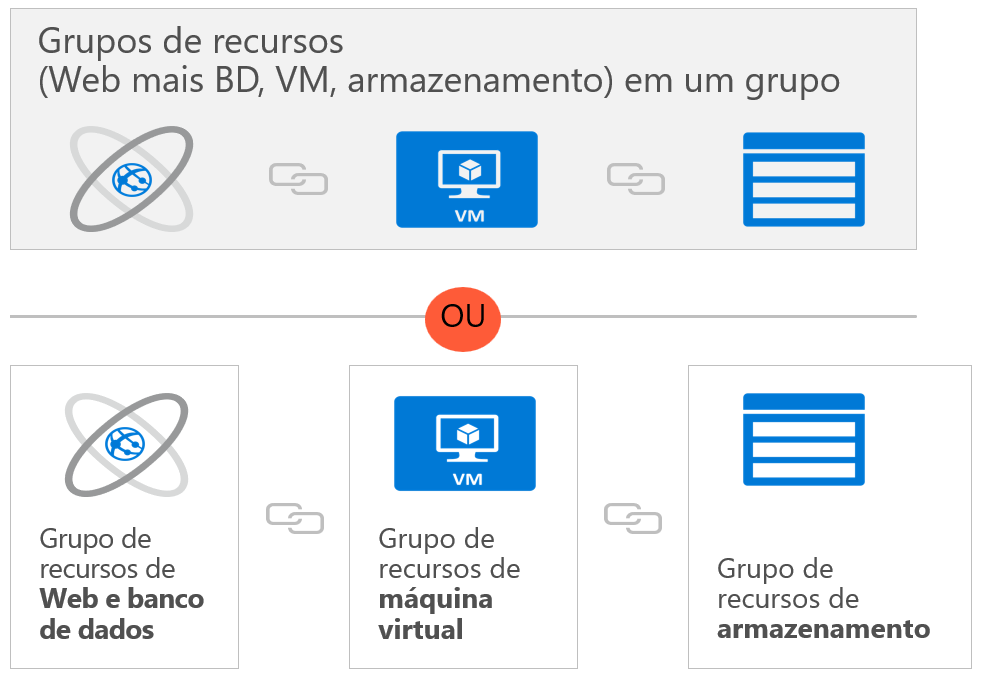 Grupos de recursos
(Web mais BD, VM, armazenamento) em um grupo
VM
OU
VM
Grupo de
recursos de
Web e banco
de dados
Grupo de
recursos de
máquina
virtual
Grupo de
recursos de
armazenamento